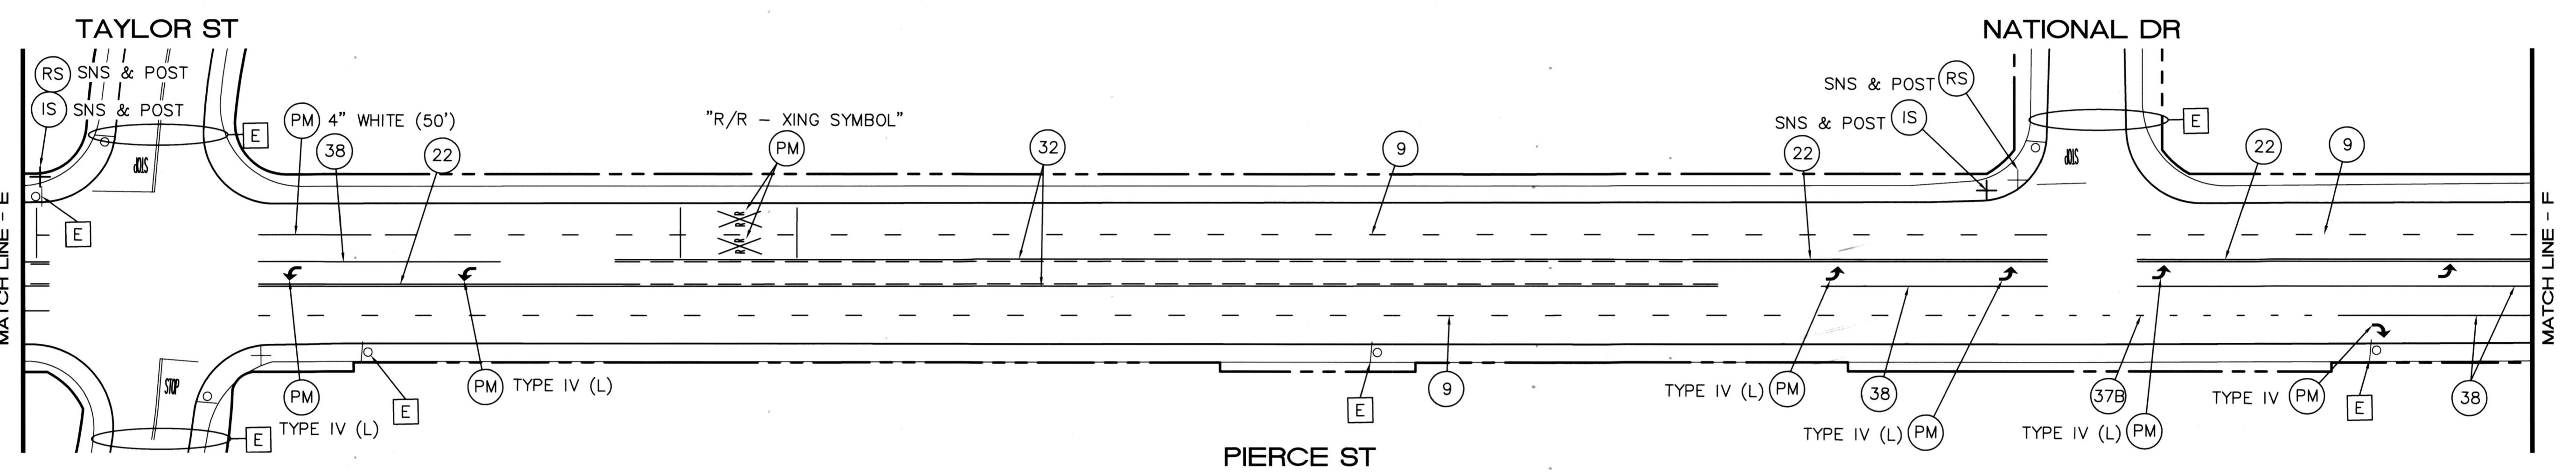 TAYLOR ST
NATIONAL DR
RS SNS & POST
IS SNS & POST
SNS & POST RS
SNS & POST IS
PM 4" WHITE (50')
"R/R - XING SYMBOL"
PM
38
22
32
9
22
22
9
E
E
E
STOP
STOP
R R
R R
MATCH LINE - E
MATCH LINE - F
STOP
PM
TYPE IV (L)
PM TYPE IV (L)
E
E
E
9
TYPE IV (L) PM
38
TYPE IV (L) PM
37B
TYPE IV (L) PM
TYPE IV PM
E
38
PIERCE ST